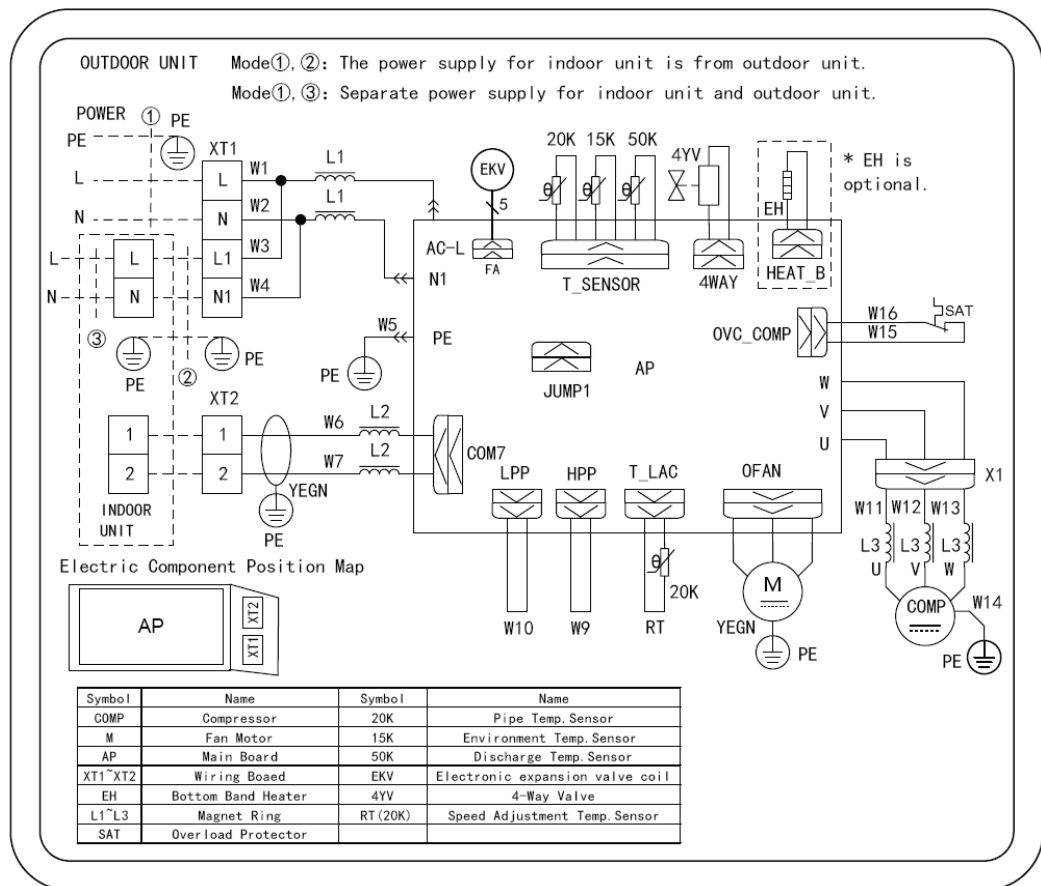 OUTDOOR UNIT Mode①,②: The power supply for indoor unit is from outdoor unit.
Mode①,③: Separate power supply for indoor unit and outdoor unit.
POWER ① PE
PE
XT1
L
N
L
N
L
N
L1
N1
L
N
W1
W2
W3
W4
L1
L1
③
②
PE
PE
EKV
5
AC-L
FA
N1
20K 15K 50K
θ θ θ
T_SENSOR
4YV
4WAY
EH
HEAT_B
* EH is
optional.
W5
PE
PE
JUMP1
AP
OVC_COMP
W16
W15
SAT
W
V
U
X1
XT2
1
2
1
2
INDOOR
UNIT
W6
W7
L2
L2
YEGN
PE
COM7
LPP HPP T_LAC OFAN
W10 W9
θ
20K
RT
M
YEGN
PE
W11 W12 W13
L3 L3 L3
U V W
COMP
W14
PE
Electric Component Position Map
AP
XT2
XT1
Symbol Name Symbol Name
COMP Compressor 20K Pipe Temp. Sensor
M Fan Motor 15K Environment Temp. Sensor
AP Main Board 50K Discharge Temp. Sensor
XT1~XT2 Wiring Boaed EKV Electronic expansion valve coil
EH Bottom Band Heater 4YV 4-Way Valve
L1~L3 Magnet Ring RT(20K) Speed Adjustment Temp. Sensor
SAT Overload Protector